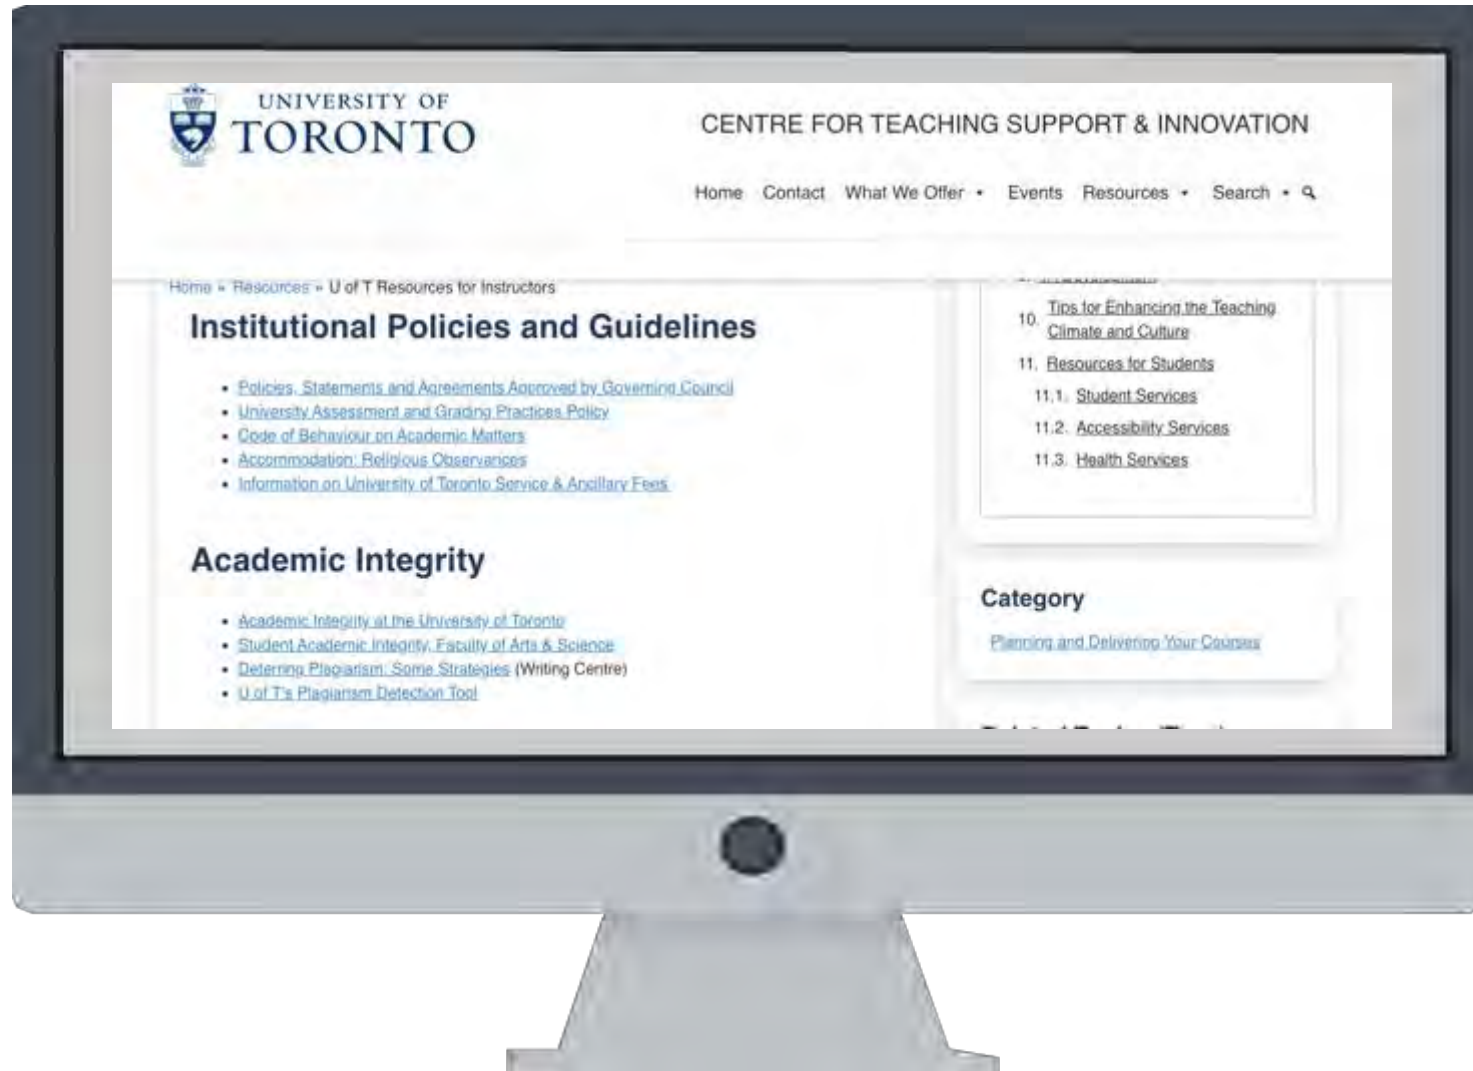 UNIVERSITY OF
TORONTO
CENTRE FOR TEACHING SUPPORT & INNOVATION
Home Contact What We Offer Events Resources Search
Home » Resources » U of T Resources for Instructors
Institutional Policies and Guidelines
• Policies, Statements and Agreements Approved by Governing Council
• University Assessment and Grading Practices Policy
• Code of Behaviour on Academic Matters
• Accommodation: Religious Observances
• Information on University of Toronto Service & Ancillary Fees
Academic Integrity
• Academic Integrity at the University of Toronto
• Student Academic Integrity, Faculty of Arts & Science
• Deterring Plagiarism: Some Strategies (Writing Centre)
• U of T's Plagiarism Detection Tool
10. Tips for Enhancing the Teaching
Climate and Culture
11. Resources for Students
11.1. Student Services
11.2. Accessibility Services
11.3. Health Services
Category
Planning and Delivering Your Courses